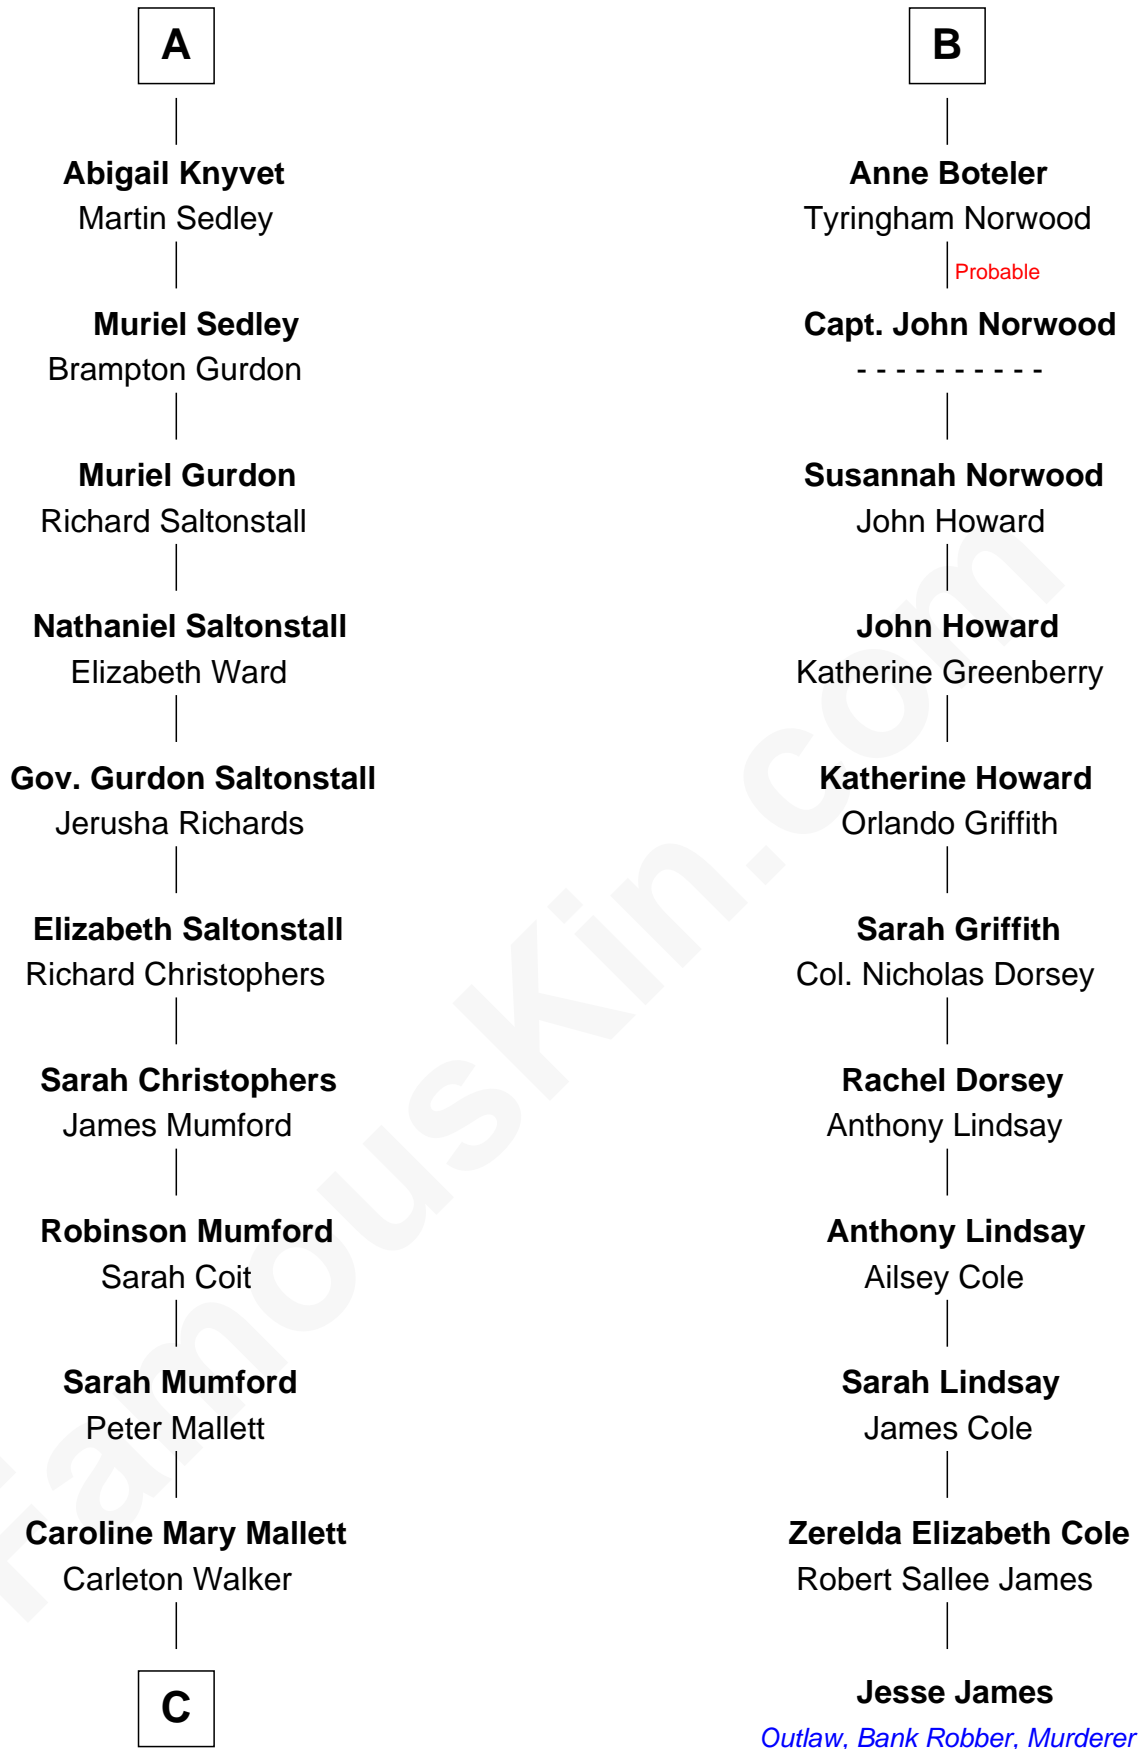 A
Abigail Knyvet
Martin Sedley
Muriel Sedley
Brampton Gurdon
Muriel Gurdon
Richard Saltonstall
Nathaniel Saltonstall
Elizabeth Ward
Gov. Gurdon Saltonstall
Jerusha Richards
Elizabeth Saltonstall
Richard Christophers
Sarah Christophers
James Mumford
Robinson Mumford
Sarah Coit
Sarah Mumford
Peter Mallett
Caroline Mary Mallett
Carleton Walker
C
B
Anne Boteler
Tyringham Norwood
Probable
Capt. John Norwood
- - - - - - - - - -
Susannah Norwood
John Howard
John Howard
Katherine Greenberry
Katherine Howard
Orlando Griffith
Sarah Griffith
Col. Nicholas Dorsey
Rachel Dorsey
Anthony Lindsay
Anthony Lindsay
Ailsey Cole
Sarah Lindsay
James Cole
Zerelda Elizabeth Cole
Robert Sallee James
Jesse James
Outlaw, Bank Robber, Murderer
FamousKin.com